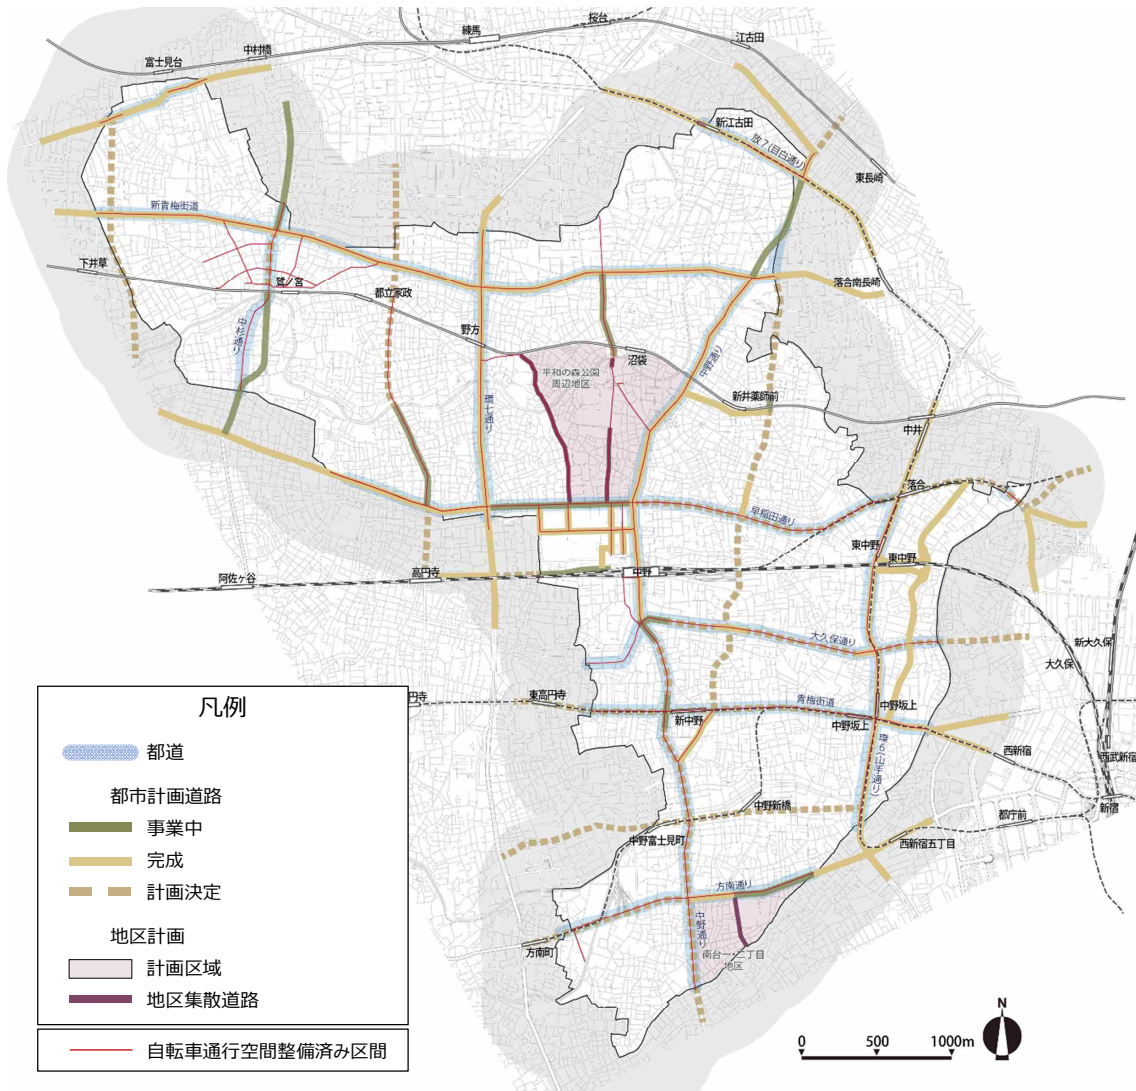 桜台
練馬
江古田
中村橋
富士見台
新江古田
放7(目白通り)
東長崎
新青梅街道
下井草
鷺ノ宮
都立家政
落合南長崎
中杉通り
野方
沼袋
平和の森公園
周辺地区
中野通り
新井薬師前
環七通り
中井
落合
早稲田通り
東中野
東中野
阿佐ヶ谷
高円寺
中野
大久保通り
新大久保
大久保
円寺
東高円寺
青梅街道
新中野
中野坂上
中野坂上
西新宿
西武新宿
環6(山手通り)
新宿
都庁前
中野新橋
中野富士見町
西新宿五丁目
方南通り
中野通り
方南町
南台一・二丁目
地区
凡例
都道
都市計画道路
事業中
完成
計画決定
地区計画
計画区域
地区集散道路
自転車通行空間整備済み区間
N
0 500 1000m